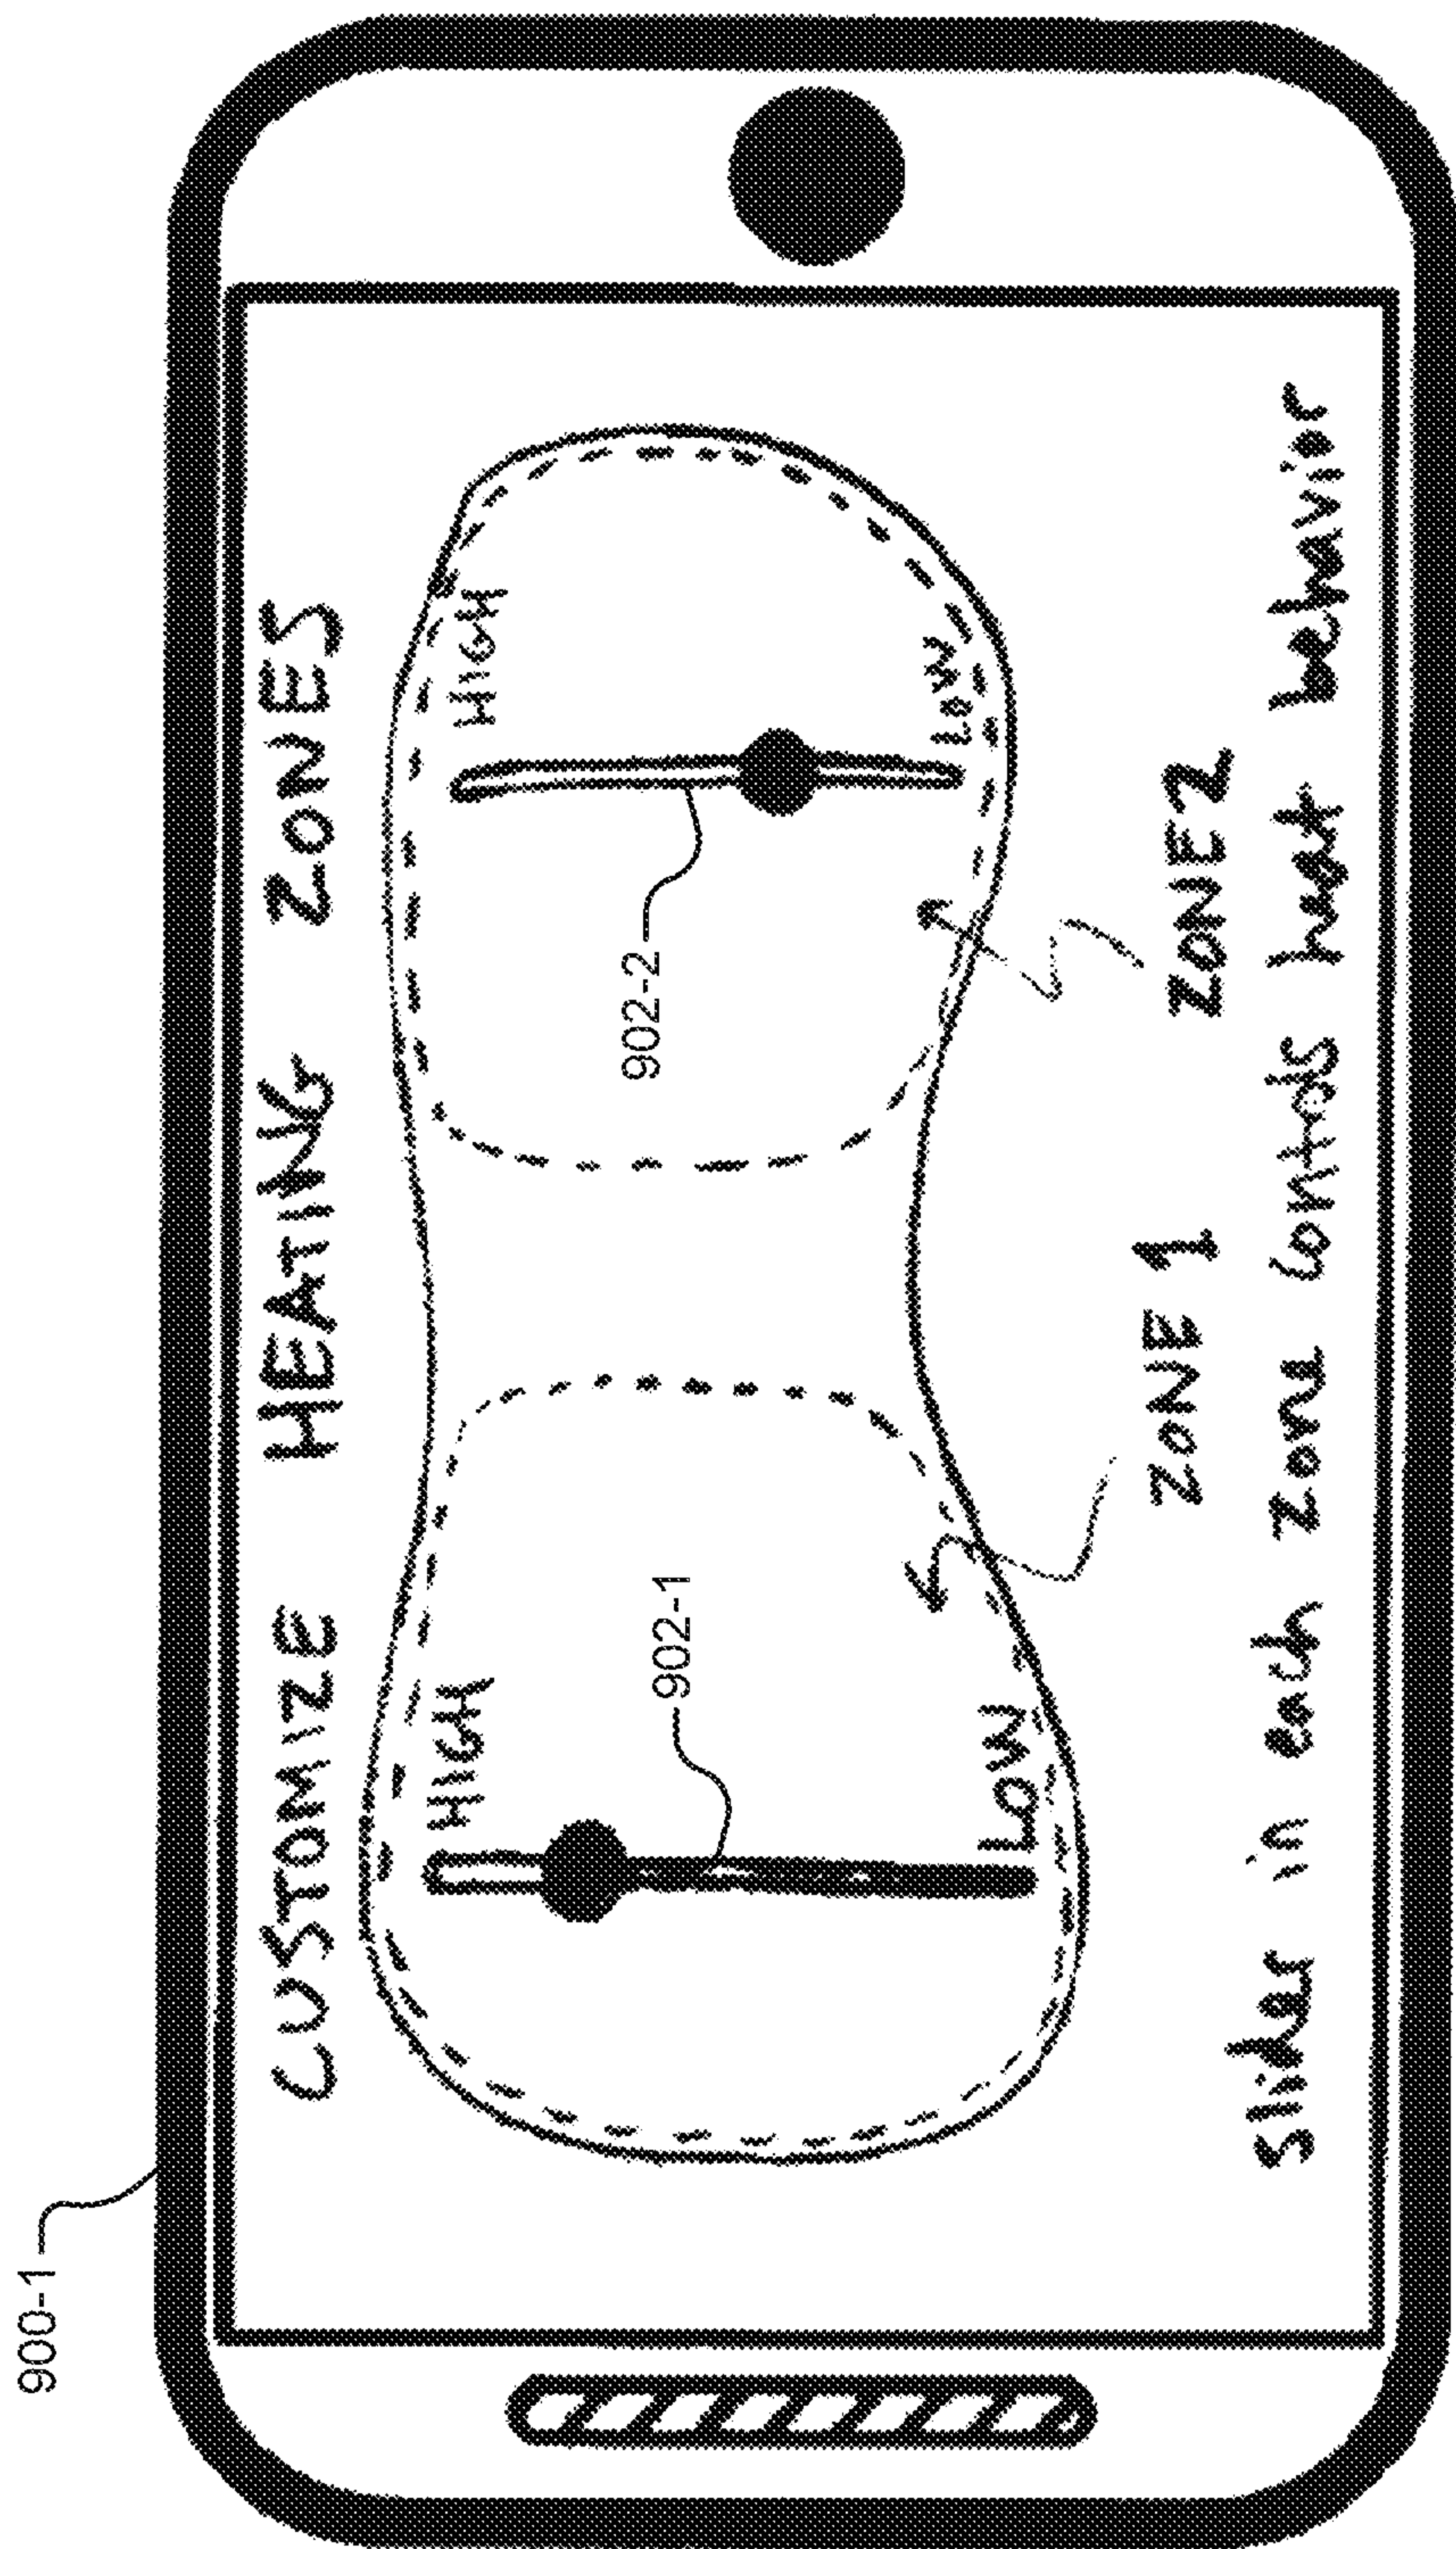 900-1
CUSTOMIZE HEATING ZONES
HIGH
HIGH
902-1
902-2
LOW
LOW
ZONE 1
ZONE 2
Slider in each zone controls heat behavior